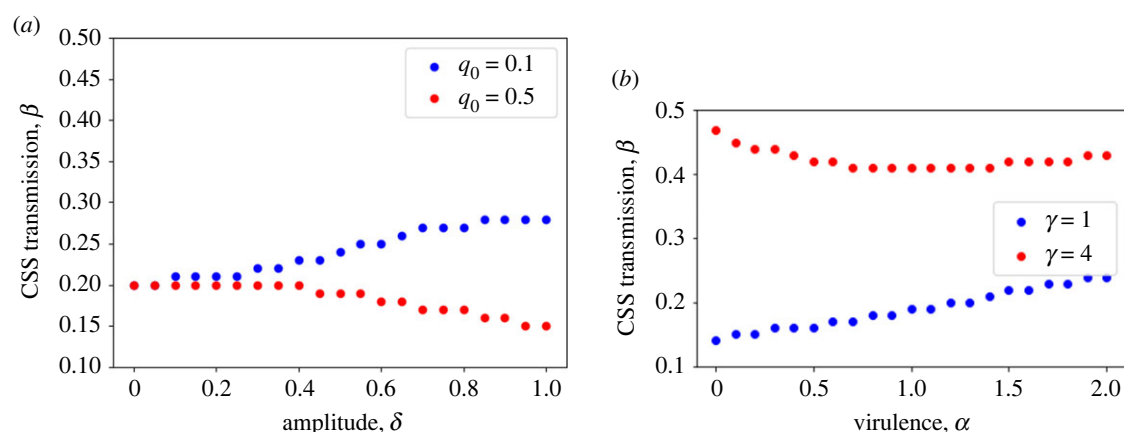 (a)
0.50
0.45
0.40
0.35
0.30
0.25
0.20
0.15
0.10
CSS transmission, β
q₀ = 0.1
q₀ = 0.5
0 0.2 0.4 0.6 0.8 1.0
amplitude, δ
(b)
0.5
0.4
0.3
0.2
0.1
CSS transmission, β
γ = 1
γ = 4
0 0.5 1.0 1.5 2.0
virulence, α